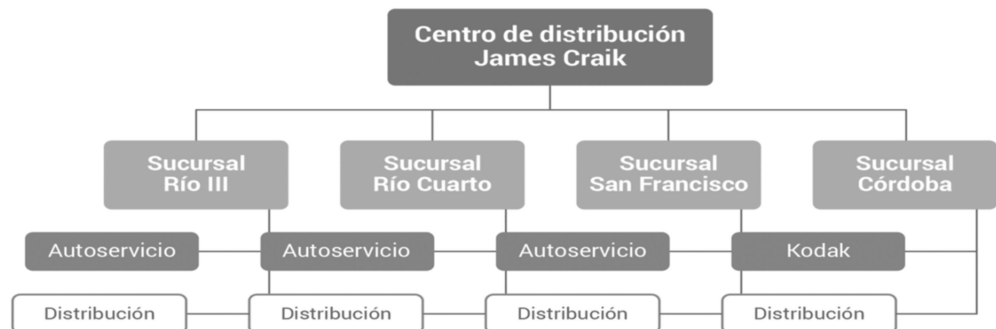 Centro de distribución
James Craik
Sucursal
Río III
Sucursal
Río Cuarto
Sucursal
San Francisco
Sucursal
Córdoba
Autoservicio
Autoservicio
Autoservicio
Kodak
Distribución
Distribución
Distribución
Distribución